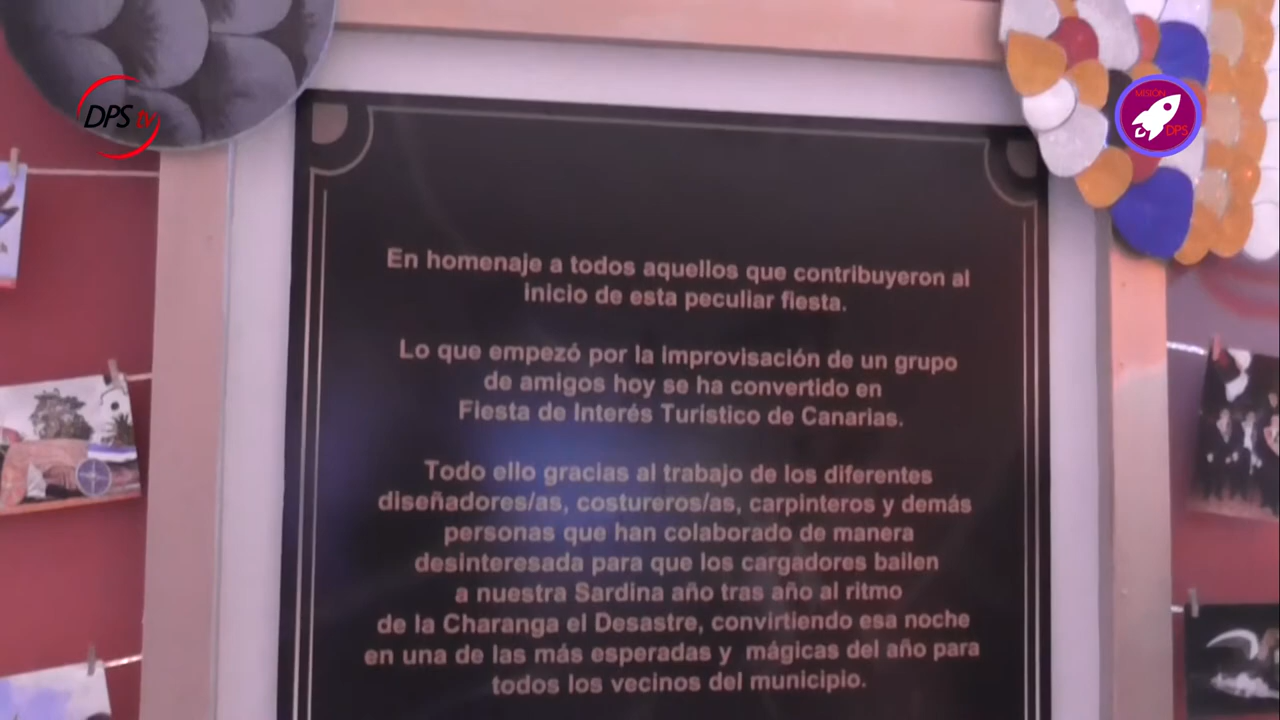 DPS tv
MISIÓN
DPS
En homenaje a todos aquellos que contribuyeron al
inicio de esta peculiar fiesta.
Lo que empezó por la improvisación de un grupo
de amigos hoy se ha convertido en
Fiesta de Interés Turístico de Canarias.
Todo ello gracias al trabajo de los diferentes
diseñadores/as, costureros/as, carpinteros y demás
personas que han colaborado de manera
desinteresada para que los cargadores bailen
a nuestra Sardina año tras año al ritmo
de la Charanga el Desastre, convirtiendo esa noche
en una de las más esperadas y mágicas del año para
todos los vecinos del municipio.